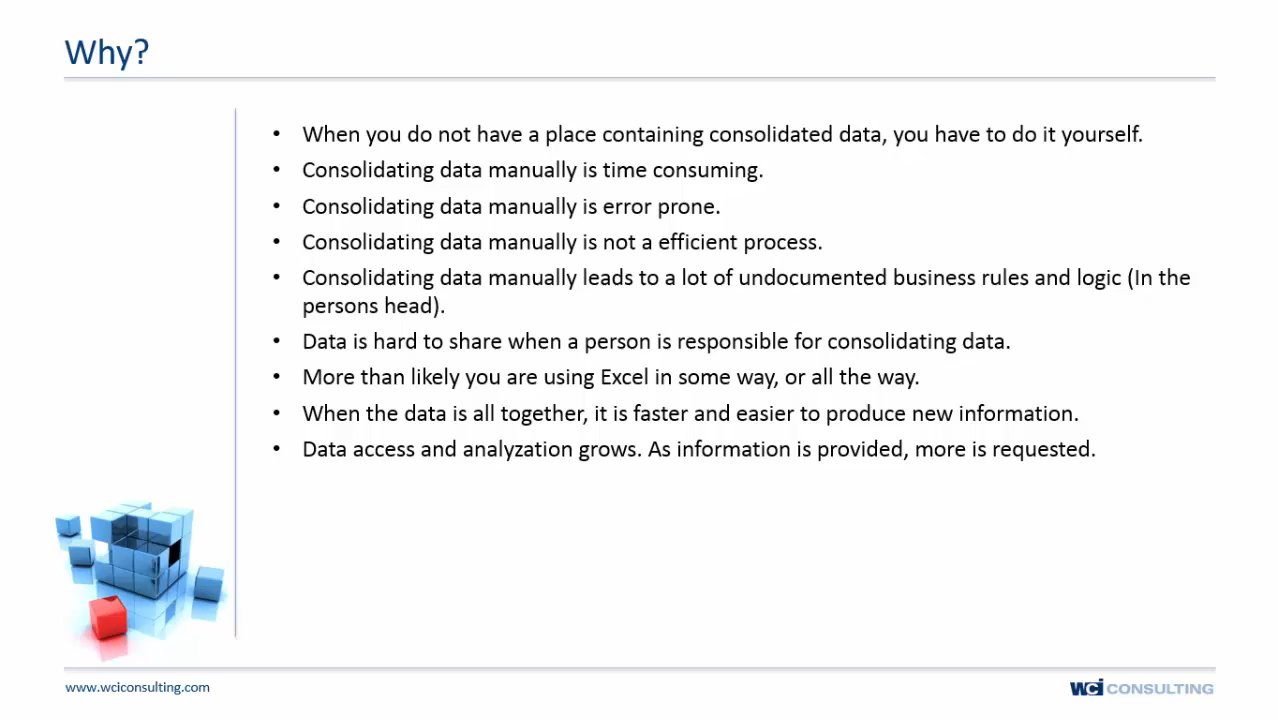 Why?
• When you do not have a place containing consolidated data, you have to do it yourself.
• Consolidating data manually is time consuming.
• Consolidating data manually is error prone.
• Consolidating data manually is not a efficient process.
• Consolidating data manually leads to a lot of undocumented business rules and logic (In the
persons head).
• Data is hard to share when a person is responsible for consolidating data.
• More than likely you are using Excel in some way, or all the way.
• When the data is all together, it is faster and easier to produce new information.
• Data access and analyzation grows. As information is provided, more is requested.
www.wciconsulting.com
WCI CONSULTING